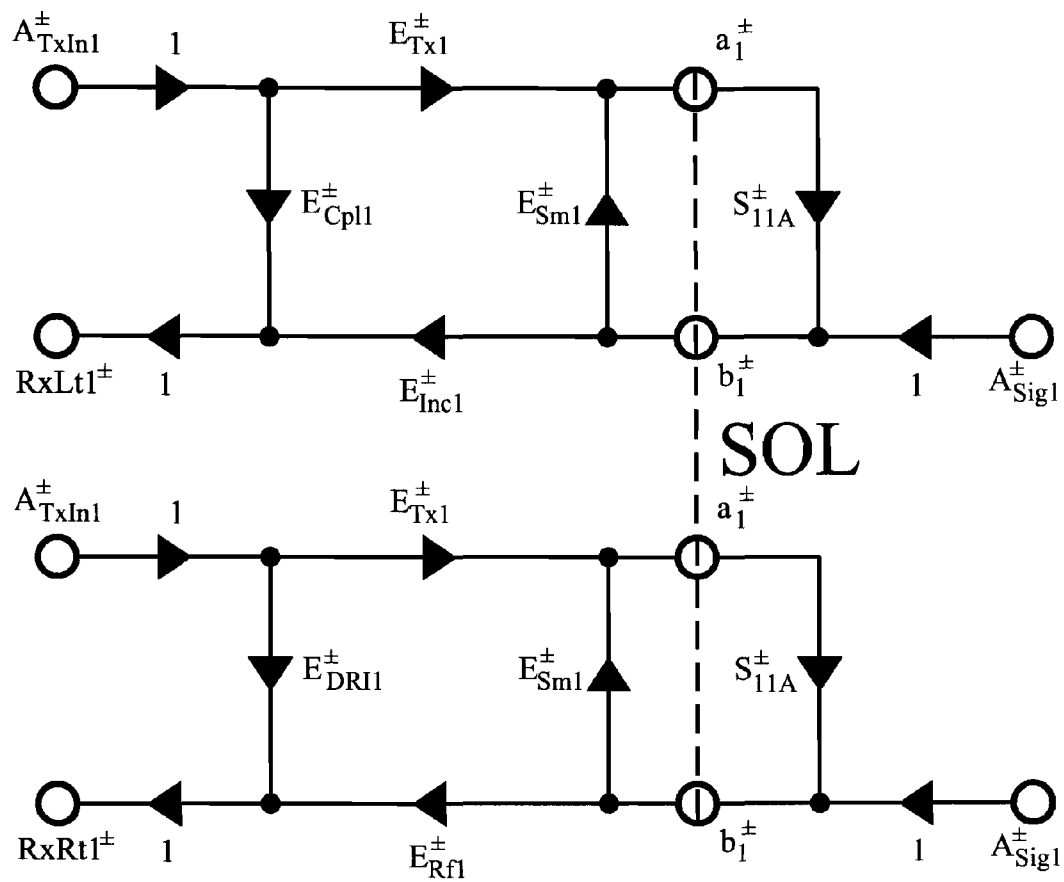 A±TxIn1 1 E±Tx1 a1±
E±Cpl1 E±Sm1 S±11A
RxLt1± 1 E±Inc1 b1± 1 A±Sig1
SOL
A±TxIn1 1 E±Tx1 a1±
E±DRI1 E±Sm1 S±11A
RxRt1± 1 E±Rf1 b1± 1 A±Sig1